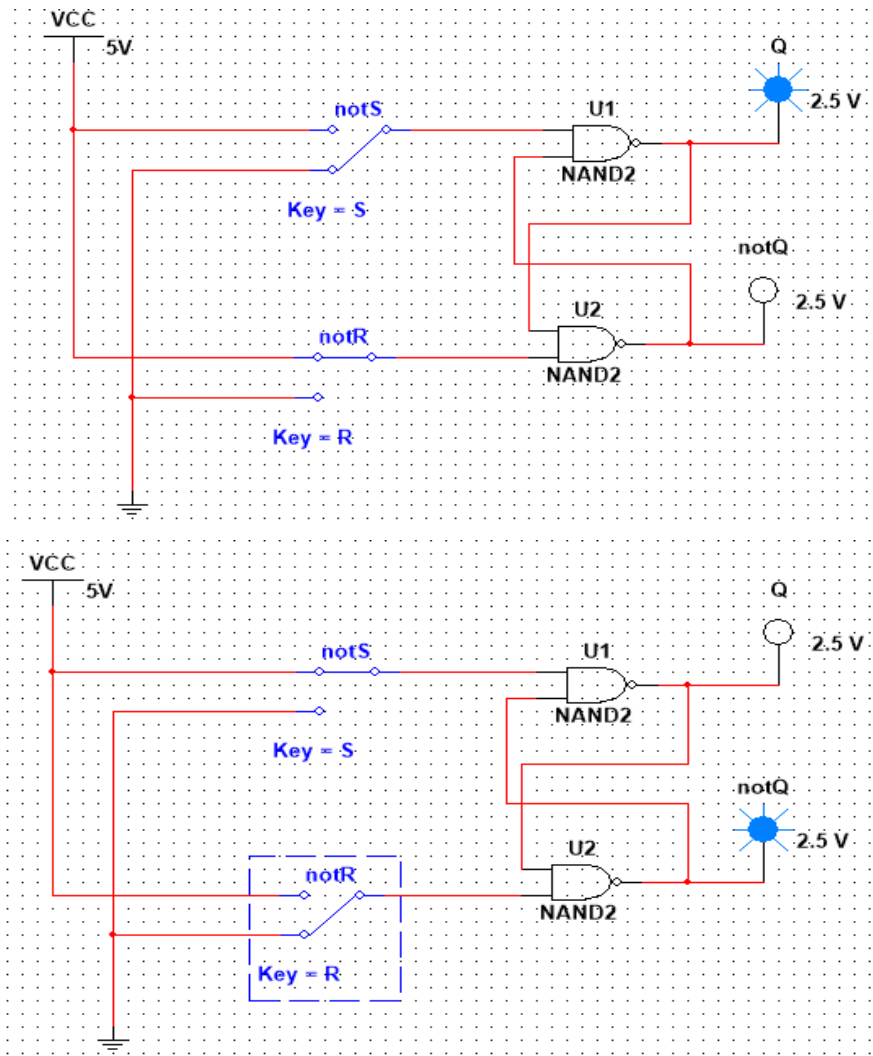 VCC
5V
Q
2.5 V
notS
U1
NAND2
Key = S
notQ
2.5 V
U2
notR
NAND2
Key = R
VCC
5V
Q
2.5 V
notS
U1
NAND2
Key = S
notQ
2.5 V
U2
notR
NAND2
Key = R